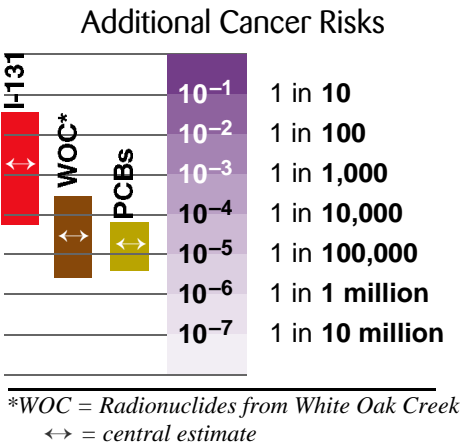 Additional Cancer Risks
I-131
WOC*
PCBs
10⁻¹ 1 in 10
10⁻² 1 in 100
10⁻³ 1 in 1,000
10⁻⁴ 1 in 10,000
10⁻⁵ 1 in 100,000
10⁻⁶ 1 in 1 million
10⁻⁷ 1 in 10 million
*WOC = Radionuclides from White Oak Creek
↔ = central estimate